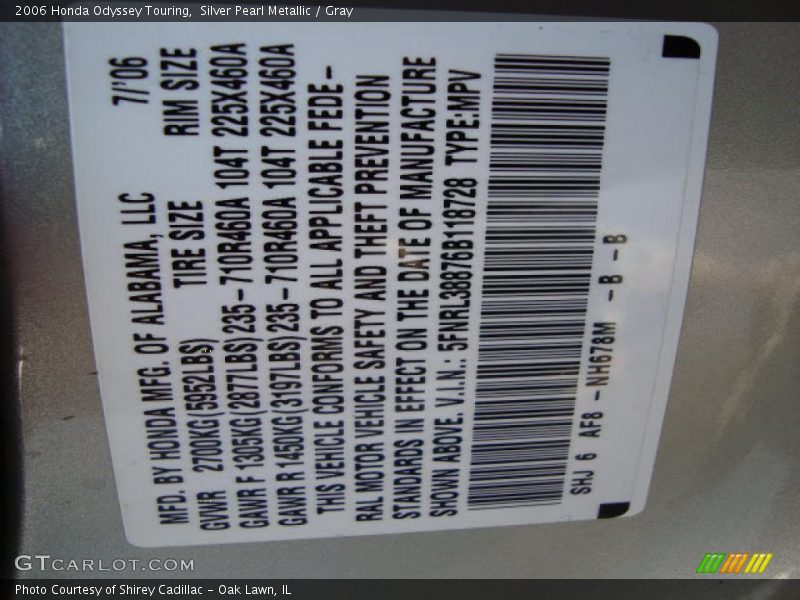 2006 Honda Odyssey Touring,  Silver Pearl Metallic / Gray
MFD. BY HONDA MFG. OF ALABAMA, LLC 7/'06
GVWR 2700KG(5952LBS) TIRE SIZE RIM SIZE
GAWR F 1305KG(2877LBS)235-710R460A 104T 225X460A
GAWR R 1450KG(3197LBS)235-710R460A 104T 225X460A
THIS VEHICLE CONFORMS TO ALL APPLICABLE FEDE-
RAL MOTOR VEHICLE SAFETY AND THEFT PREVENTION
STANDARDS IN EFFECT ON THE DATE OF MANUFACTURE
SHOWN ABOVE. V.I.N.: 5FNRL38876B118728 TYPE:MPV
SHJ 6 AF8 - NH678M - B - B
GTCARLOT.COM
Photo Courtesy of Shirey Cadillac - Oak Lawn, IL